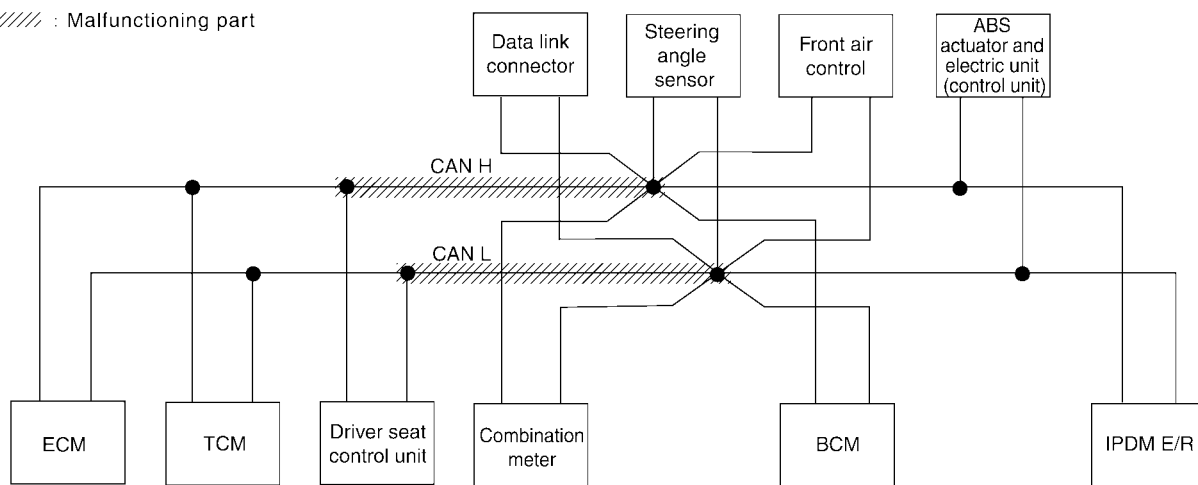 : Malfunctioning part
Data link
connector
Steering
angle
sensor
Front air
control
ABS
actuator and
electric unit
(control unit)
CAN H
CAN L
ECM
TCM
Driver seat
control unit
Combination
meter
BCM
IPDM E/R